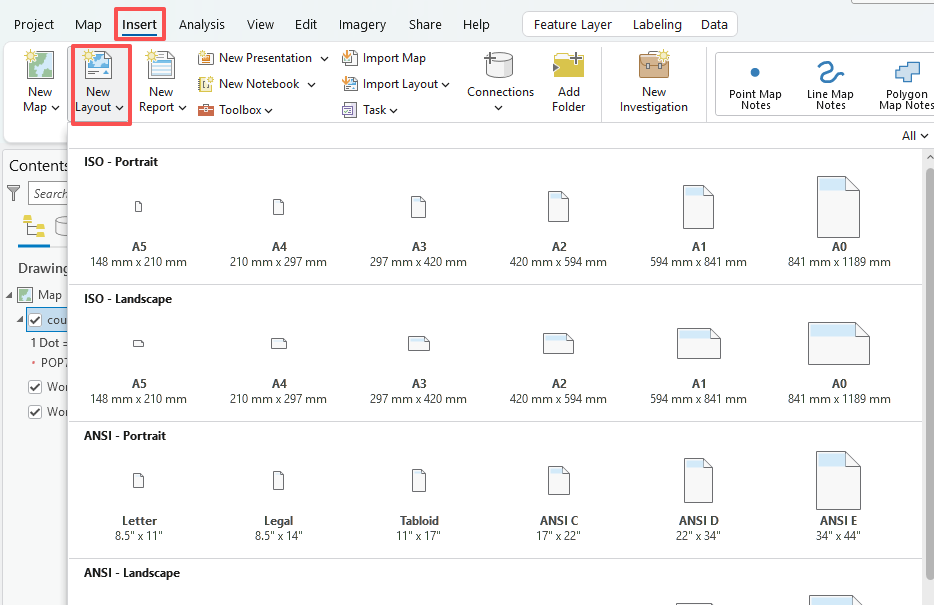 Project Map Insert Analysis View Edit Imagery Share Help Feature Layer Labeling Data
New Map
New Layout
New Report
New Presentation
New Notebook
Toolbox
Import Map
Import Layout
Task
Connections
Add Folder
New Investigation
Point Map Notes
Line Map Notes
Polygon Map Notes
All
Contents
Search
Drawing
Map
cou
1 Dot =
POP
Wo
Wo
ISO - Portrait
A5 A4 A3 A2 A1 A0
148 mm x 210 mm 210 mm x 297 mm 297 mm x 420 mm 420 mm x 594 mm 594 mm x 841 mm 841 mm x 1189 mm
ISO - Landscape
A5 A4 A3 A2 A1 A0
148 mm x 210 mm 210 mm x 297 mm 297 mm x 420 mm 420 mm x 594 mm 594 mm x 841 mm 841 mm x 1189 mm
ANSI - Portrait
Letter Legal Tabloid ANSI C ANSI D ANSI E
8.5" x 11" 8.5" x 14" 11" x 17" 17" x 22" 22" x 34" 34" x 44"
ANSI - Landscape